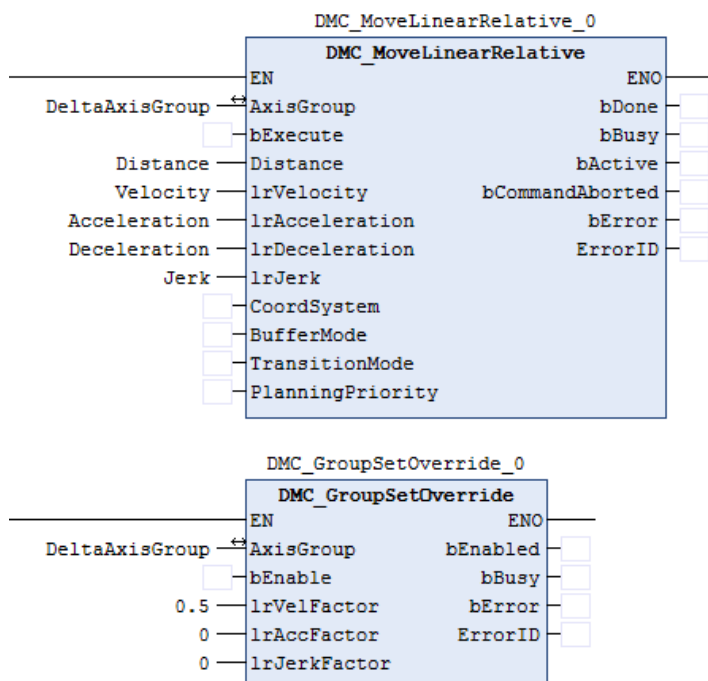 DMC_MoveLinearRelative_0
DMC_MoveLinearRelative
EN ENO
DeltaAxisGroup AxisGroup bDone
bExecute bBusy
Distance Distance bActive
Velocity lrVelocity bCommandAborted
Acceleration lrAcceleration bError
Deceleration lrDeceleration ErrorID
Jerk lrJerk
CoordSystem
BufferMode
TransitionMode
PlanningPriority
DMC_GroupSetOverride_0
DMC_GroupSetOverride
EN ENO
DeltaAxisGroup AxisGroup bEnabled
bEnable bBusy
0.5 lrVelFactor bError
0 lrAccFactor ErrorID
0 lrJerkFactor